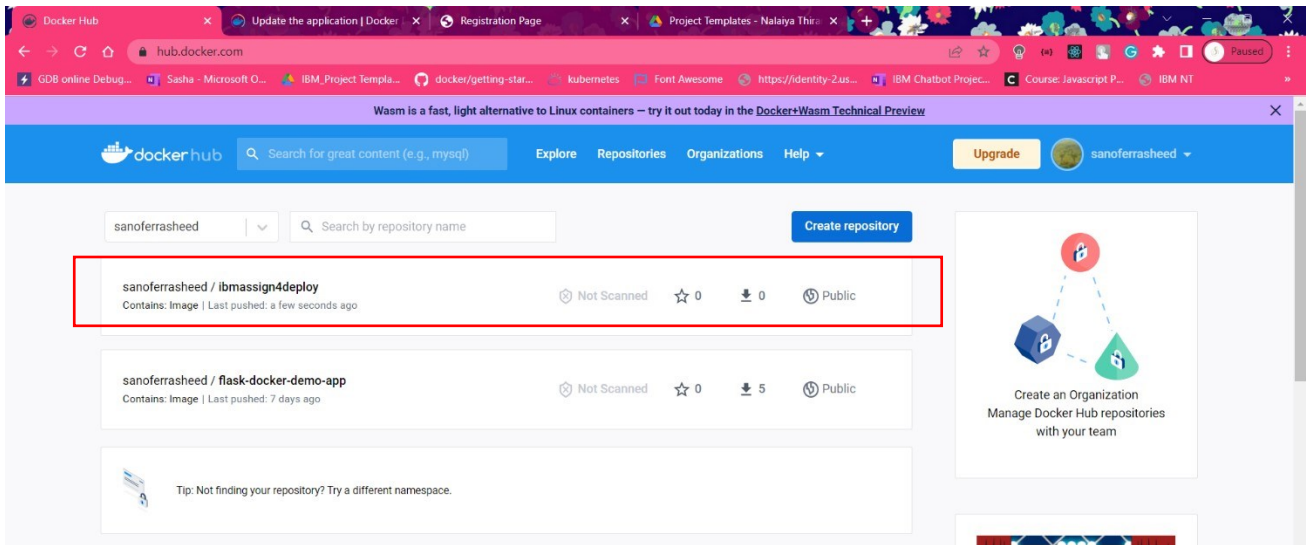 Docker Hub
Update the application | Docker
Registration Page
Project Templates - Nalaiya Thira
hub.docker.com
Paused
GDB online Debug...
Sasha - Microsoft O...
IBM_Project Templa...
docker/getting-star...
kubernetes
Font Awesome
https://identity-2.us...
IBM Chatbot Projec...
Course: Javascript P...
IBM NT
»
Wasm is a fast, light alternative to Linux containers — try it out today in the Docker+Wasm Technical Preview
dockerhub
Search for great content (e.g., mysql)
Explore
Repositories
Organizations
Help
Upgrade
sanoferrasheed
sanoferrasheed
Search by repository name
Create repository
sanoferrasheed / ibmassign4deploy
Contains: Image | Last pushed: a few seconds ago
Not Scanned
0
0
Public
sanoferrasheed / flask-docker-demo-app
Contains: Image | Last pushed: 7 days ago
Not Scanned
0
5
Public
Tip: Not finding your repository? Try a different namespace.
Create an Organization
Manage Docker Hub repositories
with your team